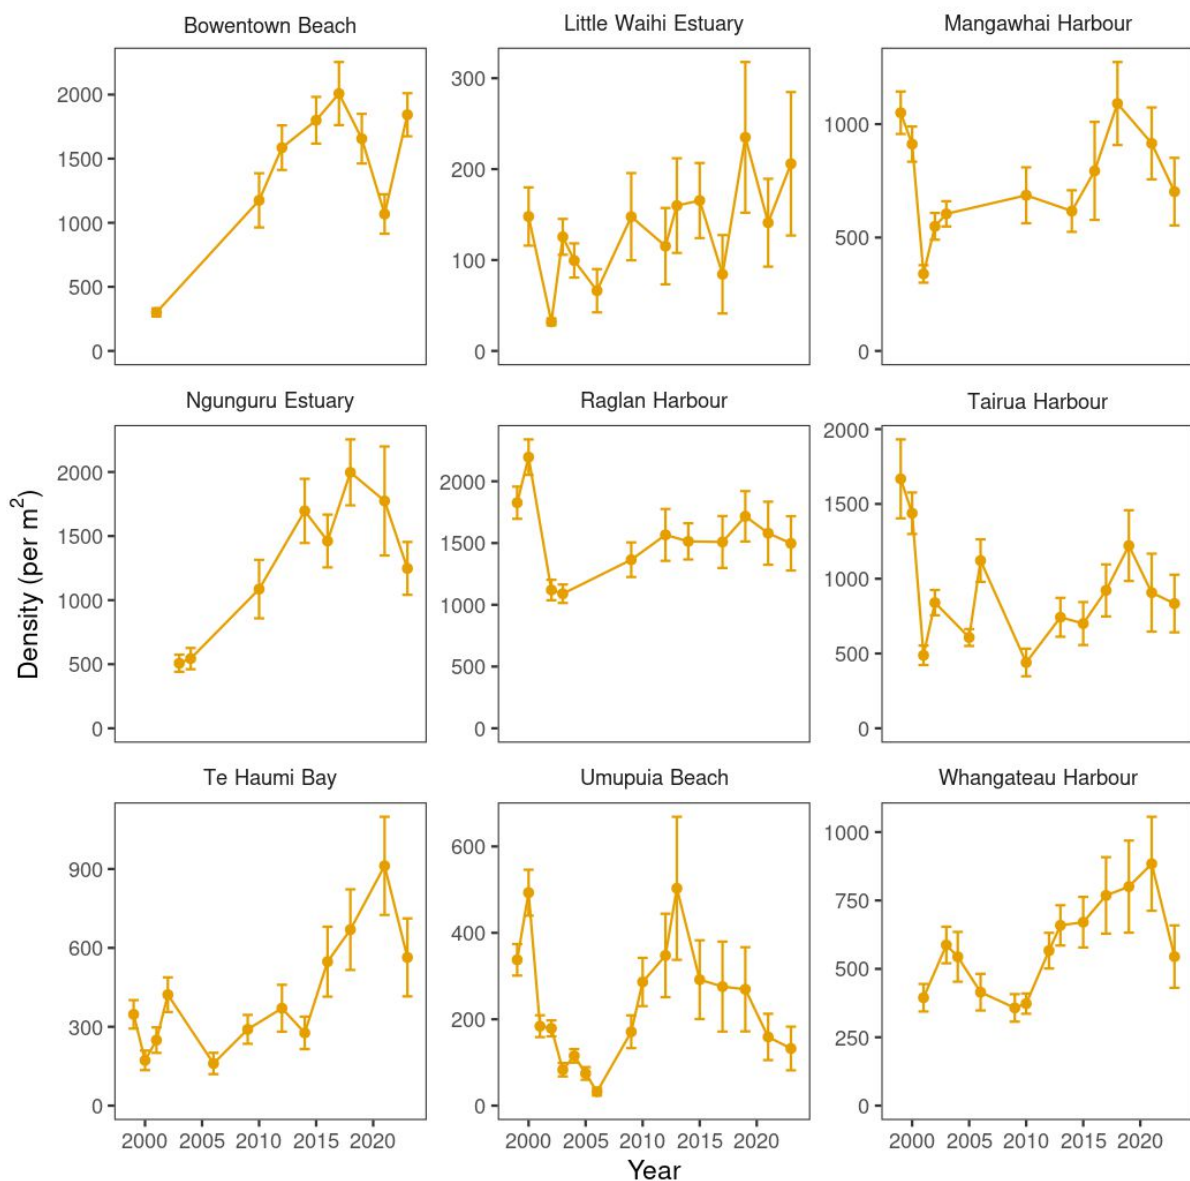 Bowentown Beach
Little Waihi Estuary
Mangawhai Harbour
2000
1500
1000
500
0
300
200
100
0
1000
500
0
Ngunguru Estuary
Raglan Harbour
Tairua Harbour
2000
1500
1000
500
0
2000
1500
1000
500
0
2000
1500
1000
500
0
Density (per m²)
Te Haumi Bay
Umupuia Beach
Whangateau Harbour
900
600
300
0
600
400
200
0
1000
750
500
250
0
2000 2005 2010 2015 2020
2000 2005 2010 2015 2020
2000 2005 2010 2015 2020
Year